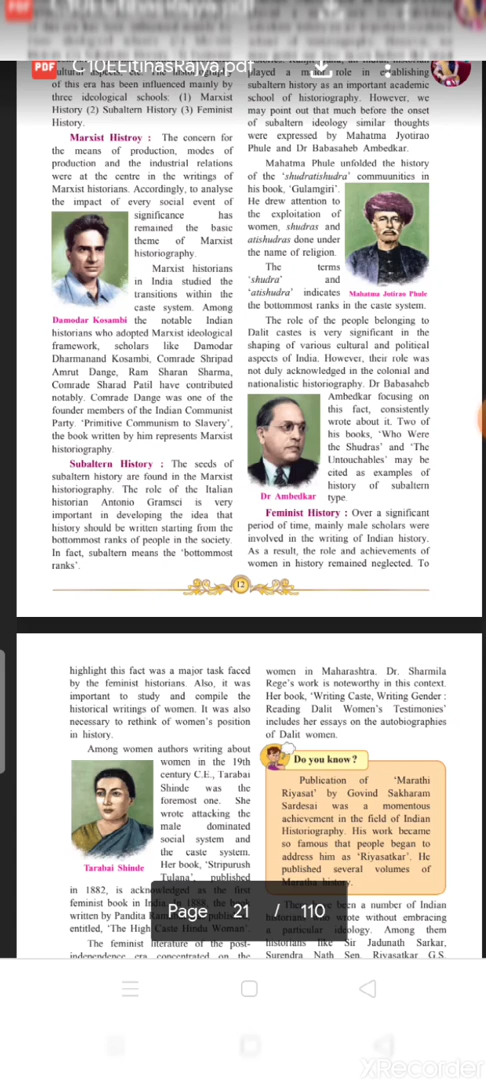 PDF
C10EEitihasRaiya.pdf
cultural aspects, etc. The historiography
of this era has been influenced mainly by
three ideological schools: (1) Marxist
History (2) Subaltern History (3) Feminist
History.
Marxist Histroy : The concern for
the means of production, modes of
production and the industrial relations
were at the centre in the writings of
Marxist historians. Accordingly, to analyse
the impact of every social event of
significance has
remained the basic
theme of Marxist
historiography.
Marxist historians
in India studied the
transitions within the
caste system. Among
Damodar Kosambi
the notable Indian
historians who adopted Marxist ideological
framework, scholars like Damodar
Dharmanand Kosambi, Comrade Shripad
Amrut Dange, Ram Sharan Sharma,
Comrade Sharad Patil have contributed
notably. Comrade Dange was one of the
founder members of the Indian Communist
Party. 'Primitive Communism to Slavery',
the book written by him represents Marxist
historiography.
Subaltern History : The seeds of
subaltern history are found in the Marxist
historiography. The role of the Italian
historian Antonio Gramsci is very
important in developing the idea that
history should be written starting from the
bottommost ranks of people in the society.
In fact, subaltern means the 'bottommost
ranks'.
played a major role in establishing
subaltern history as an important academic
school of historiography. However, we
may point out that much before the onset
of subaltern ideology similar thoughts
were expressed by Mahatma Jyotirao
Phule and Dr Babasaheb Ambedkar.
Mahatma Phule unfolded the history
of the 'shudratishudra' commuunities in
his book, 'Gulamgiri'.
He drew attention to
the exploitation of
women, shudras and
atishudras done under
the name of religion.
The terms
'shudra' and
'atishudra' indicates
Mahatma Jotirao Phule
the bottommost ranks in the caste system.
The role of the people belonging to
Dalit castes is very significant in the
shaping of various cultural and political
aspects of India. However, their role was
not duly acknowledged in the colonial and
nationalistic historiography. Dr Babasaheb
Ambedkar focusing on
this fact, consistently
wrote about it. Two of
his books, 'Who Were
the Shudras' and 'The
Untouchables' may be
cited as examples of
history of subaltern
type.
Dr Ambedkar
Feminist History : Over a significant
period of time, mainly male scholars were
involved in the writing of Indian history.
As a result, the role and achievements of
women in history remained neglected. To
12
highlight this fact was a major task faced
by the feminist historians. Also, it was
important to study and compile the
historical writings of women. It was also
necessary to rethink of women's position
in history.
Among women authors writing about
women in the 19th
century C.E., Tarabai
Shinde was the
foremost one. She
wrote attacking the
male dominated
social system and
the caste system.
Tarabai Shinde
Her book, 'Stripurush
Tulana', published
in 1882, is acknowledged as the first
feminist book in India. In 1888, the book
written by Pandita
entitled, 'The High Caste Hindu Woman'.
The feminist literature of the post-
independence era concentrated on the
women in Maharashtra. Dr. Sharmila
Rege's work is noteworthy in this context.
Her book, 'Writing Caste, Writing Gender :
Reading Dalit Women's Testimonies'
includes her essays on the autobiographies
of Dalit women.
Do you know ?
Publication of 'Marathi
Riyasat' by Govind Sakharam
Sardesai was a momentous
achievement in the field of Indian
Historiography. His work became
so famous that people began to
address him as 'Riyasatkar'. He
published several volumes of
Maratha history.
There have been a number of Indian
historians who wrote without embracing
a particular ideology. Among them
historians like Sir Jadunath Sarkar,
Surendra Nath Sen, Riyasatkar G.S.
Page 21 / 110
XRecorder